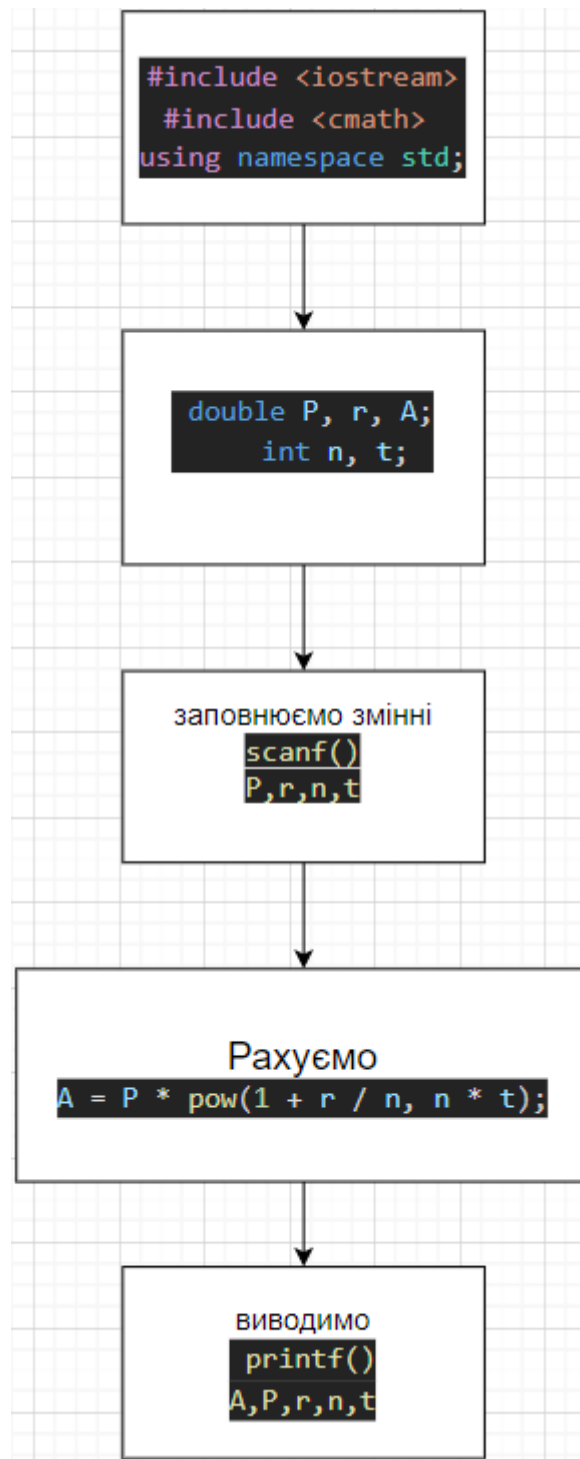 #include <iostream>
#include <cmath>
using namespace std;
double P, r, A;
int n, t;
заповнюємо змінні
scanf()
P,r,n,t
Рахуємо
A = P * pow(1 + r / n, n * t);
виводимо
printf()
A,P,r,n,t